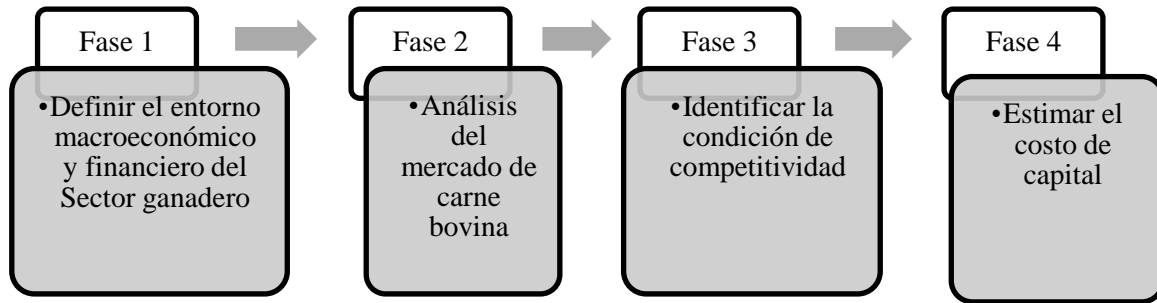 Fase 1
•Definir el entorno
macroeconómico
y financiero del
Sector ganadero
Fase 2
•Análisis
del
mercado de
carne
bovina
Fase 3
•Identificar la
condición de
competitividad
Fase 4
•Estimar el
costo de
capital